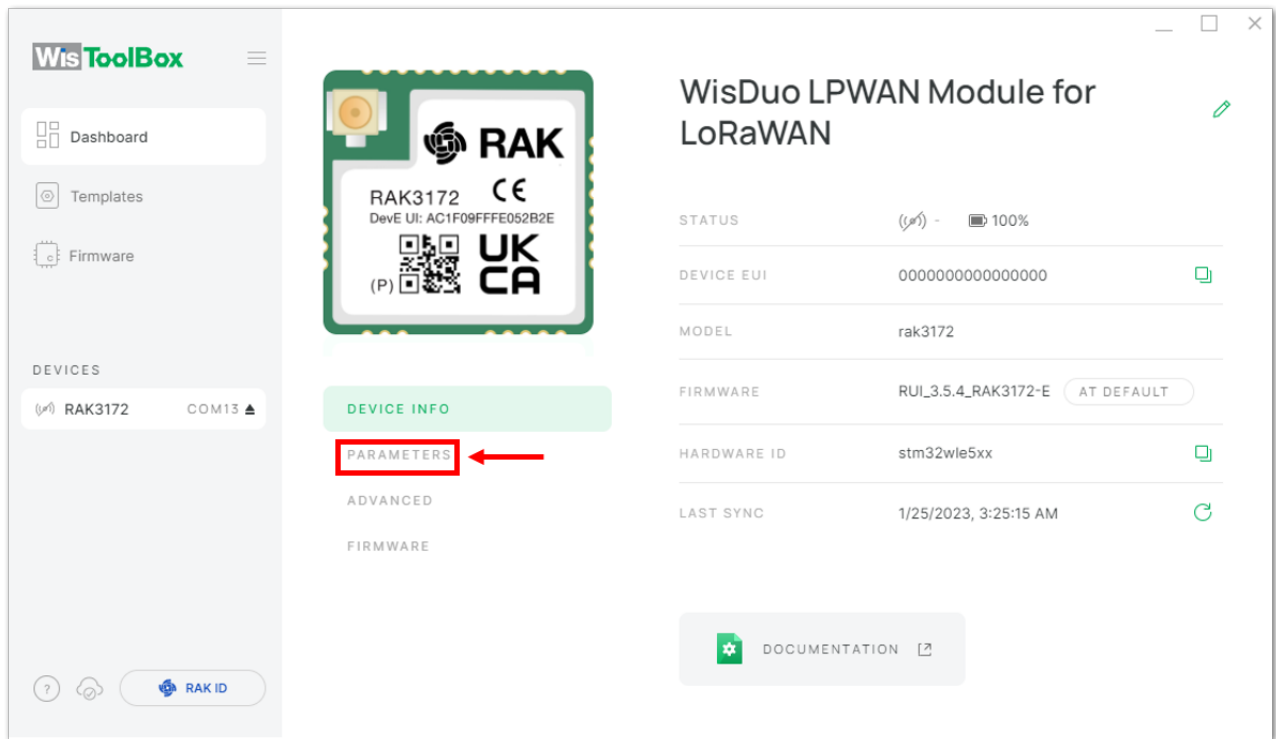 WisToolBox
Dashboard
Templates
Firmware
DEVICES
RAK3172 COM13
?
RAK ID
RAK
RAK3172 CE
DevE UI: AC1F09FFFE052B2E
(P)
UK
CA
DEVICE INFO
PARAMETERS
ADVANCED
FIRMWARE
WisDuo LPWAN Module for
LoRaWAN
STATUS - 100%
DEVICE EUI 0000000000000000
MODEL rak3172
FIRMWARE RUI_3.5.4_RAK3172-E AT DEFAULT
HARDWARE ID stm32wle5xx
LAST SYNC 1/25/2023, 3:25:15 AM
DOCUMENTATION